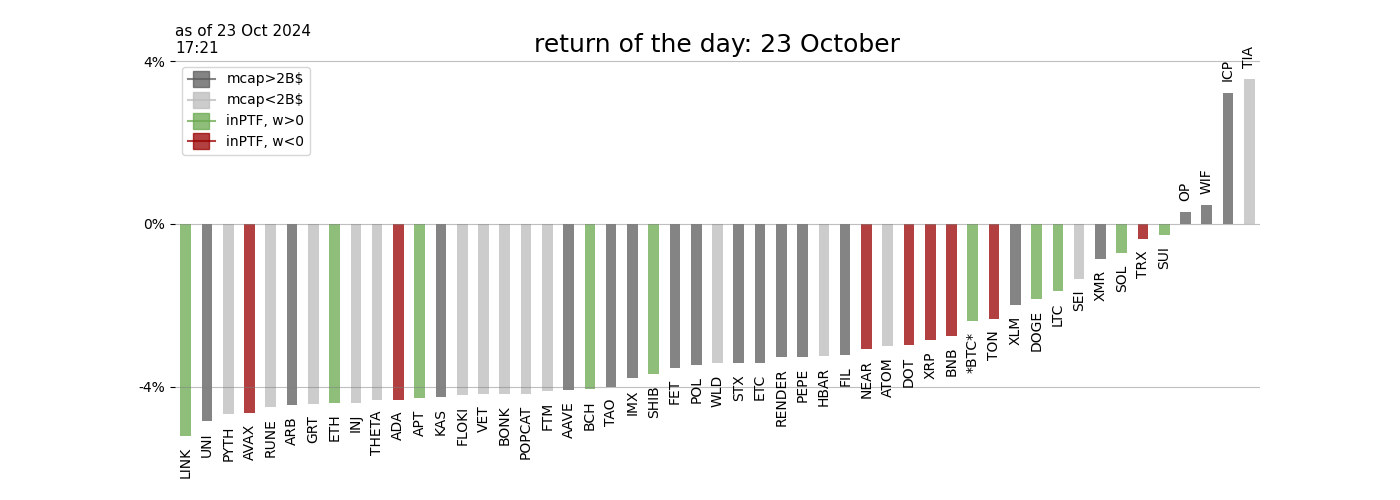 as of 23 Oct 2024
17:21
return of the day: 23 October
4%
0%
-4%
mcap>2B$
mcap<2B$
inPTF, w>0
inPTF, w<0
LINK
UNI
PYTH
AVAX
RUNE
ARB
GRT
ETH
INJ
THETA
ADA
APT
KAS
FLOKI
VET
BONK
POPCAT
FTM
AAVE
BCH
TAO
IMX
SHIB
FET
POL
WLD
STX
ETC
RENDER
PEPE
HBAR
FIL
NEAR
ATOM
DOT
XRP
BNB
*BTC*
TON
XLM
DOGE
LTC
SEI
XMR
SOL
TRX
SUI
OP
WIF
ICP
TIA